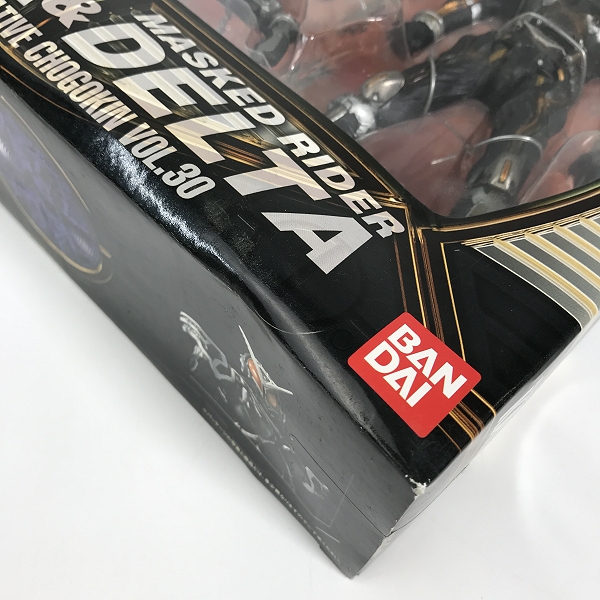 MASKED RIDER
& DELTA
TIVE CHOGOKIN VOL.30
BAN
DAI